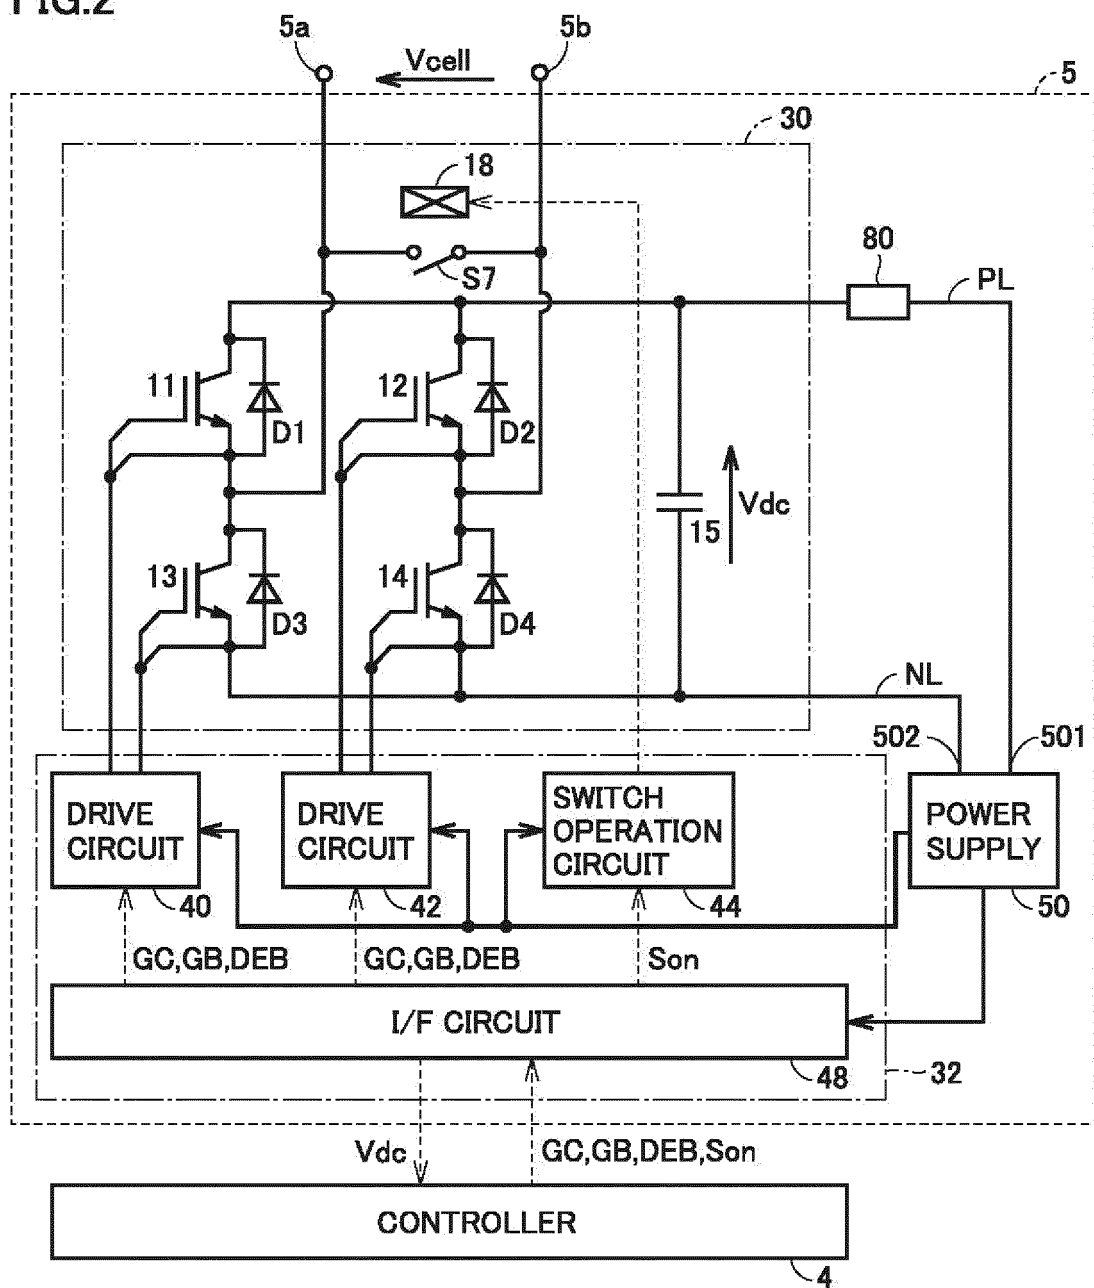 FIG.2
5a
5b
Vcell
5
30
18
S7
80
PL
11
D1
12
D2
15
Vdc
13
D3
14
D4
NL
502
501
DRIVE
CIRCUIT
40
DRIVE
CIRCUIT
42
SWITCH
OPERATION
CIRCUIT
44
POWER
SUPPLY
50
GC,GB,DEB
GC,GB,DEB
Son
I/F CIRCUIT
48
32
Vdc
GC,GB,DEB,Son
CONTROLLER
4